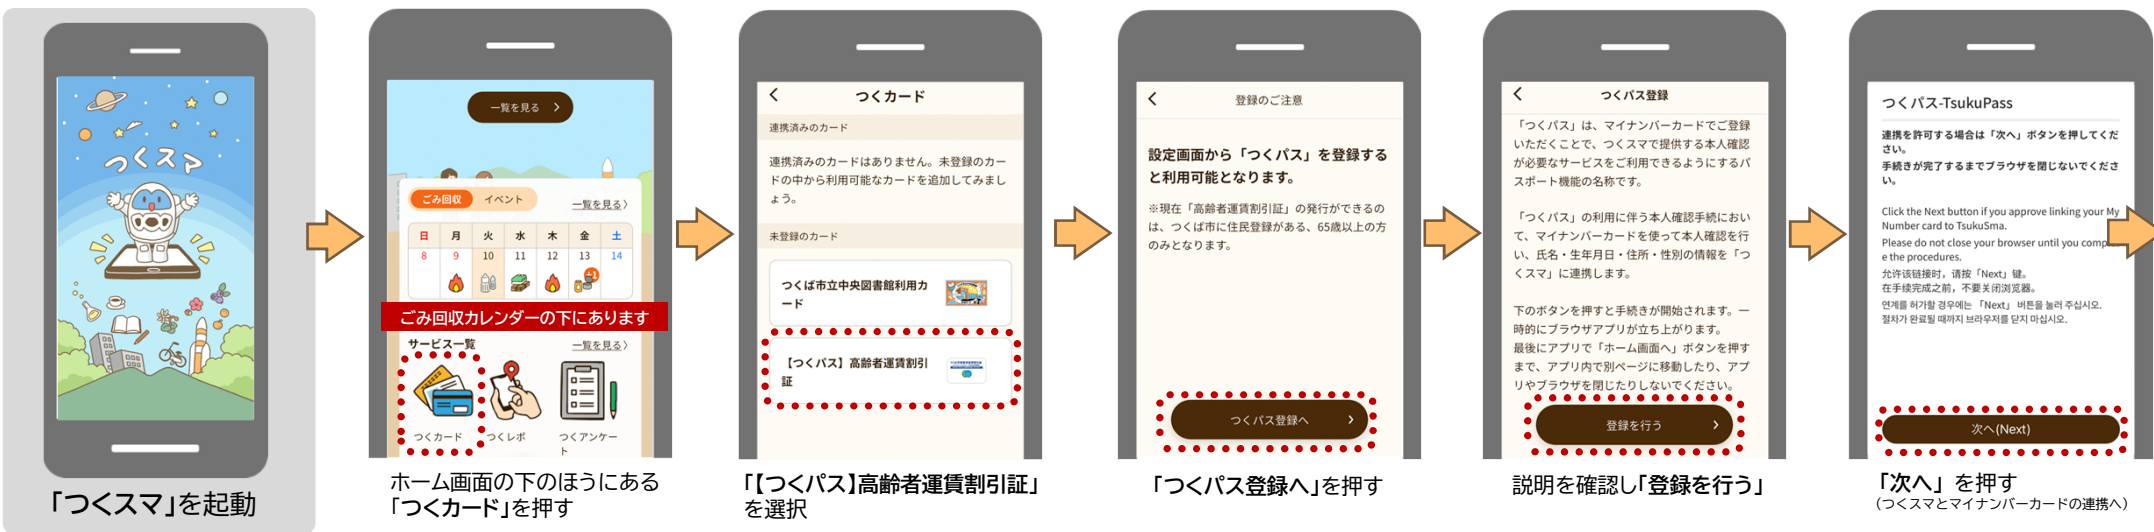 つくスマ
「つくスマ」を起動
一覧を見る >
ごみ回収 イベント 一覧を見る〉
日 月 火 水 木 金 土
8 9 10 11 12 13 14
+1
ごみ回収カレンダーの下にあります
サービス一覧 一覧を見る〉
つくカード つくレポ つくアンケー
ト
ホーム画面の下のほうにある
「つくカード」を押す
つくカード
連携済みのカード
連携済みのカードはありません。未登録のカー
ドの中から利用可能なカードを追加してみまし
ょう。
未登録のカード
つくば市立中央図書館利用カ
ード
【つくパス】高齢者運賃割引
証
「【つくパス】高齢者運賃割引証」
を選択
登録のご注意
設定画面から「つくパス」を登録する
と利用可能となります。
※現在「高齢者運賃割引証」の発行ができるの
は、つくば市に住民登録がある、65歳以上の方
のみとなります。
つくパス登録へ >
「つくパス登録へ」を押す
つくパス登録
「つくパス」は、マイナンバーカードでご登録
いただくことで、つくスマで提供する本人確認
が必要なサービスをご利用できるようにするパ
スポート機能の名称です。
「つくパス」の利用に伴う本人確認手続におい
て、マイナンバーカードを使って本人確認を行
い、氏名・生年月日・住所・性別の情報を「つ
くスマ」に連携します。
下のボタンを押すと手続きが開始されます。一
時的にブラウザアプリが立ち上がります。
最後にアプリで「ホーム画面へ」ボタンを押す
まで、アプリ内で別ページに移動したり、アプ
リやブラウザを閉じたりしないでください。
登録を行う >
説明を確認し「登録を行う」
つくパス-TsukuPass
連携を許可する場合は「次へ」ボタンを押してくだ
さい。
手続きが完了するまでブラウザを閉じないでくださ
い。
Click the Next button if you approve linking your My
Number card to TsukuSma.
Please do not close your browser until you comp
e the procedures.
允许该链接时，请按「Next」键。
在手续完成之前，不要关闭浏览器。
연계를 허가할 경우에는 「Next」 버튼을 눌러 주십시오.
절차가 완료될 때까지 브라우저를 닫지 마십시오.
次へ(Next)
「次へ」を押す
(つくスマとマイナンバーカードの連携へ)